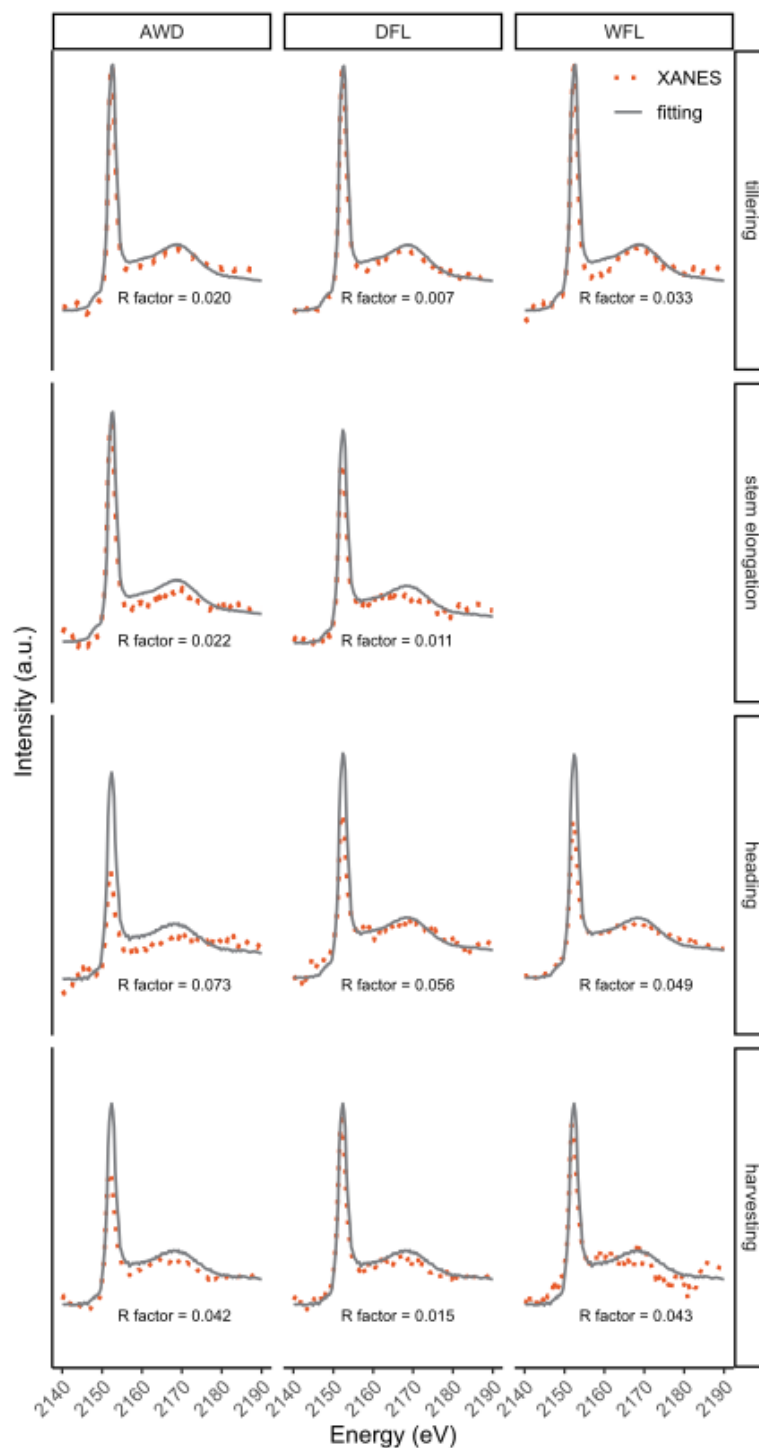 AWD DFL WFL
XANES
fitting
tillering
R factor = 0.020 R factor = 0.007 R factor = 0.033
stem elongation
R factor = 0.022 R factor = 0.011
Intensity (a.u.)
heading
R factor = 0.073 R factor = 0.056 R factor = 0.049
harvesting
R factor = 0.042 R factor = 0.015 R factor = 0.043
2140 2150 2160 2170 2180 2190 2140 2150 2160 2170 2180 2190 2140 2150 2160 2170 2180 2190
Energy (eV)